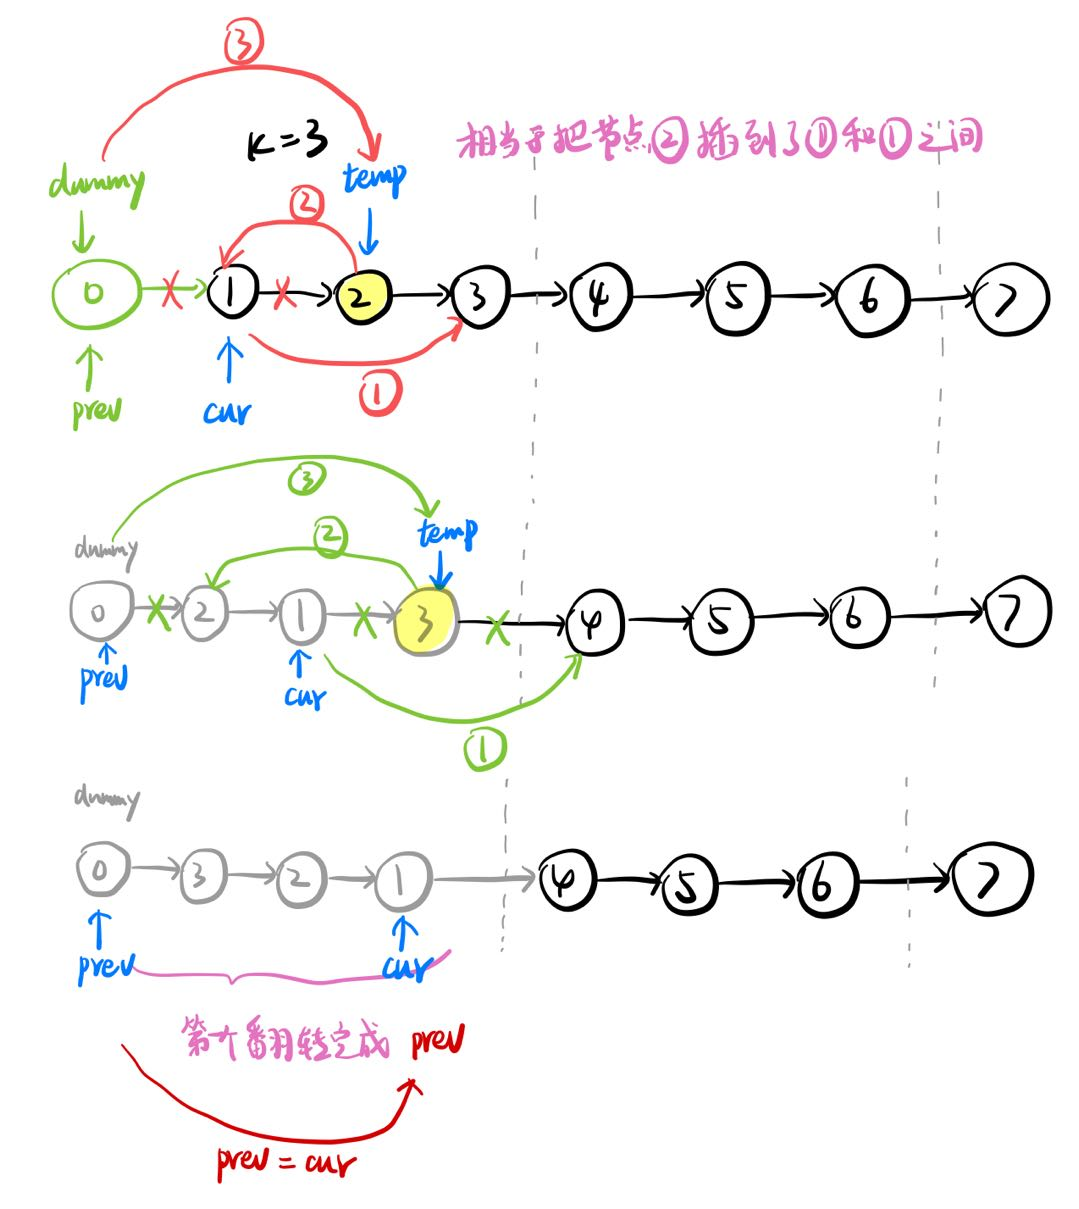 ③
k=3
相当于把节点②插到了⓪和①之间
dummy
temp
②
0 1 2 3 4 5 6 7
①
prev
cur
③
②
temp
dummy
0 2 1 3 4 5 6 7
prev
cur
①
dummy
0 3 2 1 4 5 6 7
prev
cur
第一个翻转完成 prev
prev = cur